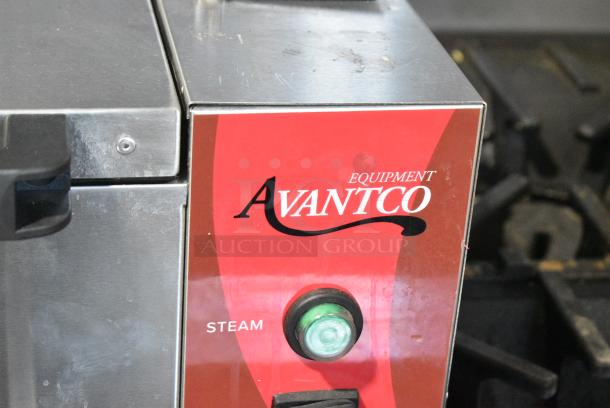 EQUIPMENT
AVANTCO
AUCTION GROUP
STEAM